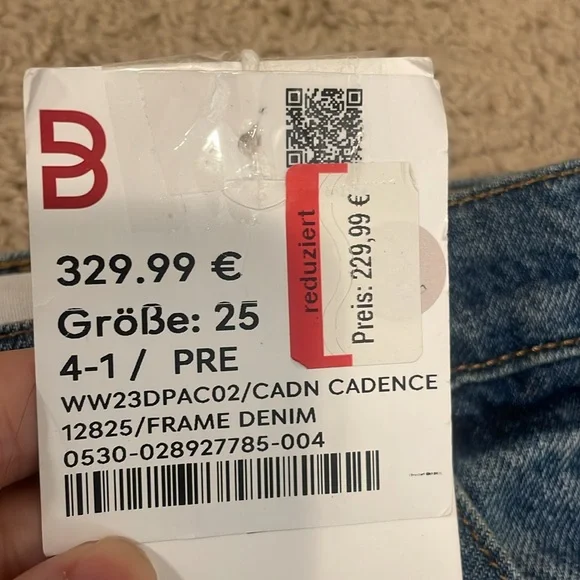 B
329.99 €
reduziert
Preis: 229,99 €
Größe: 25
4-1 / PRE
WW23DPAC02/CADN CADENCE
12825/FRAME DENIM
0530-028927785-004